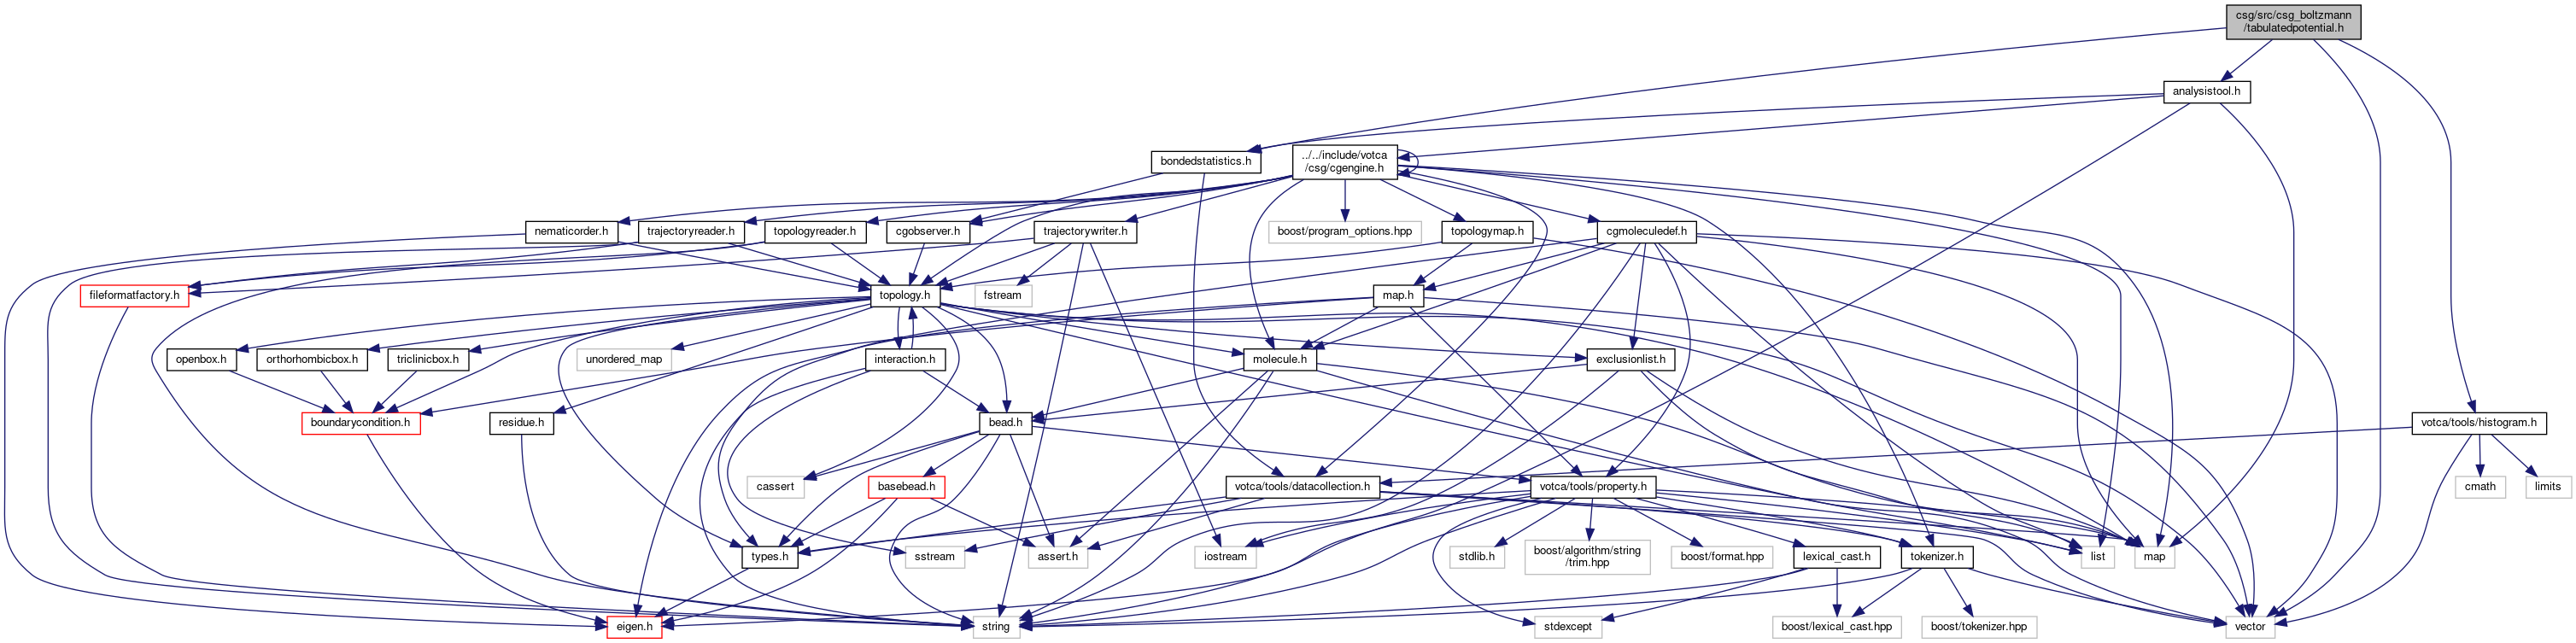 csg/src/csg_boltzmann
/tabulatedpotential.h
analysistool.h
bondedstatistics.h
../../include/votca
/csg/cgengine.h
nematicorder.h
trajectoryreader.h
topologyreader.h
cgobserver.h
trajectorywriter.h
boost/program_options.hpp
topologymap.h
cgmoleculedef.h
fileformatfactory.h
topology.h
fstream
map.h
openbox.h
orthorhombicbox.h
triclinicbox.h
unordered_map
interaction.h
molecule.h
exclusionlist.h
boundarycondition.h
residue.h
bead.h
votca/tools/histogram.h
cassert
basebead.h
votca/tools/datacollection.h
votca/tools/property.h
cmath
limits
types.h
sstream
assert.h
iostream
stdlib.h
boost/algorithm/string
/trim.hpp
boost/format.hpp
lexical_cast.h
tokenizer.h
list
map
eigen.h
string
stdexcept
boost/lexical_cast.hpp
boost/tokenizer.hpp
vector